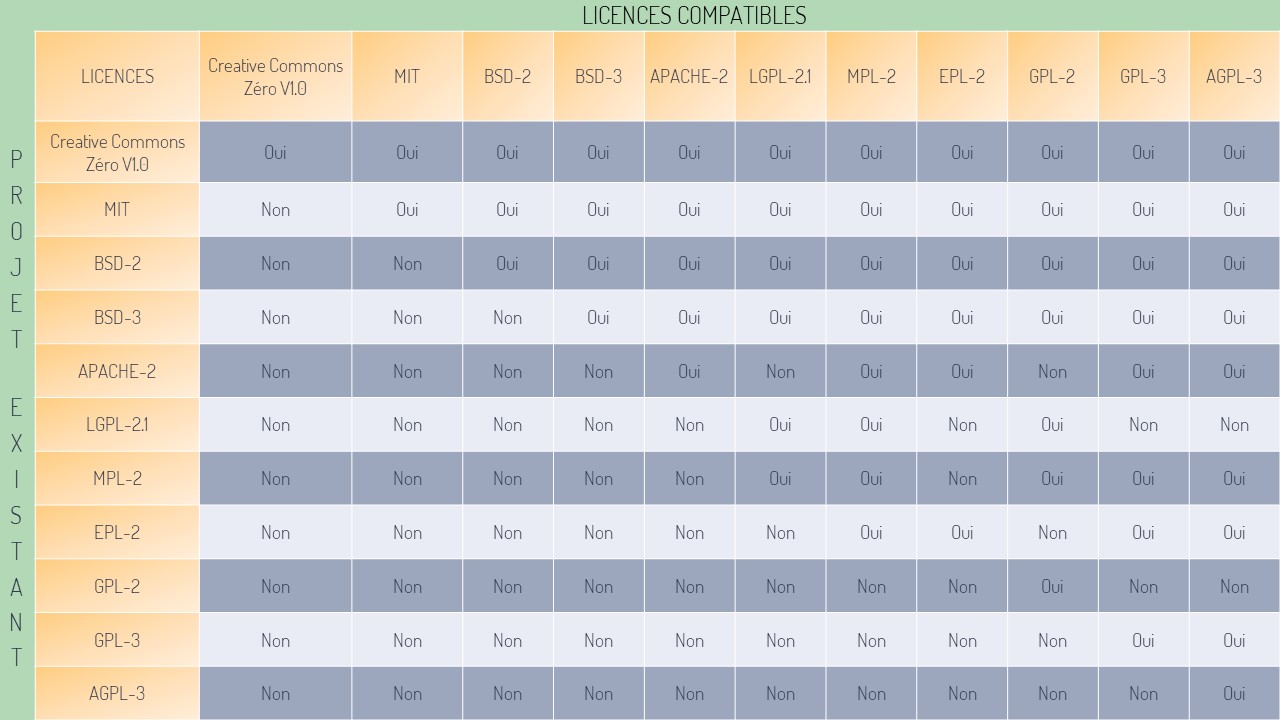 LICENCES COMPATIBLES
LICENCES Creative Commons Zéro V1.0 MIT BSD-2 BSD-3 APACHE-2 LGPL-2.1 MPL-2 EPL-2 GPL-2 GPL-3 AGPL-3
PROJET EXISTANT
Creative Commons Zéro V1.0 Oui Oui Oui Oui Oui Oui Oui Oui Oui Oui Oui
MIT Non Oui Oui Oui Oui Oui Oui Oui Oui Oui Oui
BSD-2 Non Non Oui Oui Oui Oui Oui Oui Oui Oui Oui
BSD-3 Non Non Non Oui Oui Oui Oui Oui Oui Oui Oui
APACHE-2 Non Non Non Non Oui Non Oui Oui Non Oui Oui
LGPL-2.1 Non Non Non Non Non Oui Oui Non Oui Non Non
MPL-2 Non Non Non Non Non Oui Oui Non Oui Oui Oui
EPL-2 Non Non Non Non Non Non Oui Oui Non Oui Oui
GPL-2 Non Non Non Non Non Non Non Non Oui Non Non
GPL-3 Non Non Non Non Non Non Non Non Non Oui Oui
AGPL-3 Non Non Non Non Non Non Non Non Non Non Oui